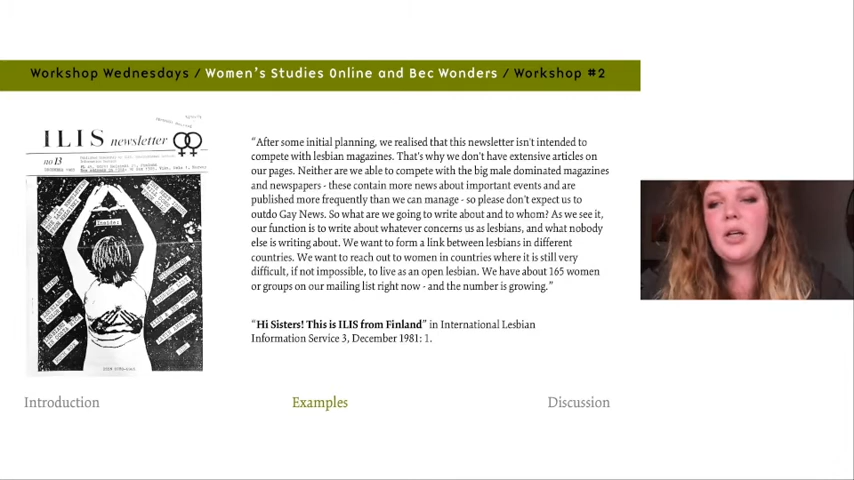 Workshop Wednesdays / Women's Studies Online and Bec Wonders / Workshop #2
ILIS newsletter
no 13
Insides
"After some initial planning, we realised that this newsletter isn't intended to
compete with lesbian magazines. That's why we don't have extensive articles on
our pages. Neither are we able to compete with the big male dominated magazines
and newspapers - these contain more news about important events and are
published more frequently than we can manage - so please don't expect us to
outdo Gay News. So what are we going to write about and to whom? As we see it,
our function is to write about whatever concerns us as lesbians, and what nobody
else is writing about. We want to form a link between lesbians in different
countries. We want to reach out to women in countries where it is still very
difficult, if not impossible, to live as an open lesbian. We have about 165 women
or groups on our mailing list right now - and the number is growing."
"Hi Sisters! This is ILIS from Finland" in International Lesbian
Information Service 3, December 1981: 1.
Introduction
Examples
Discussion